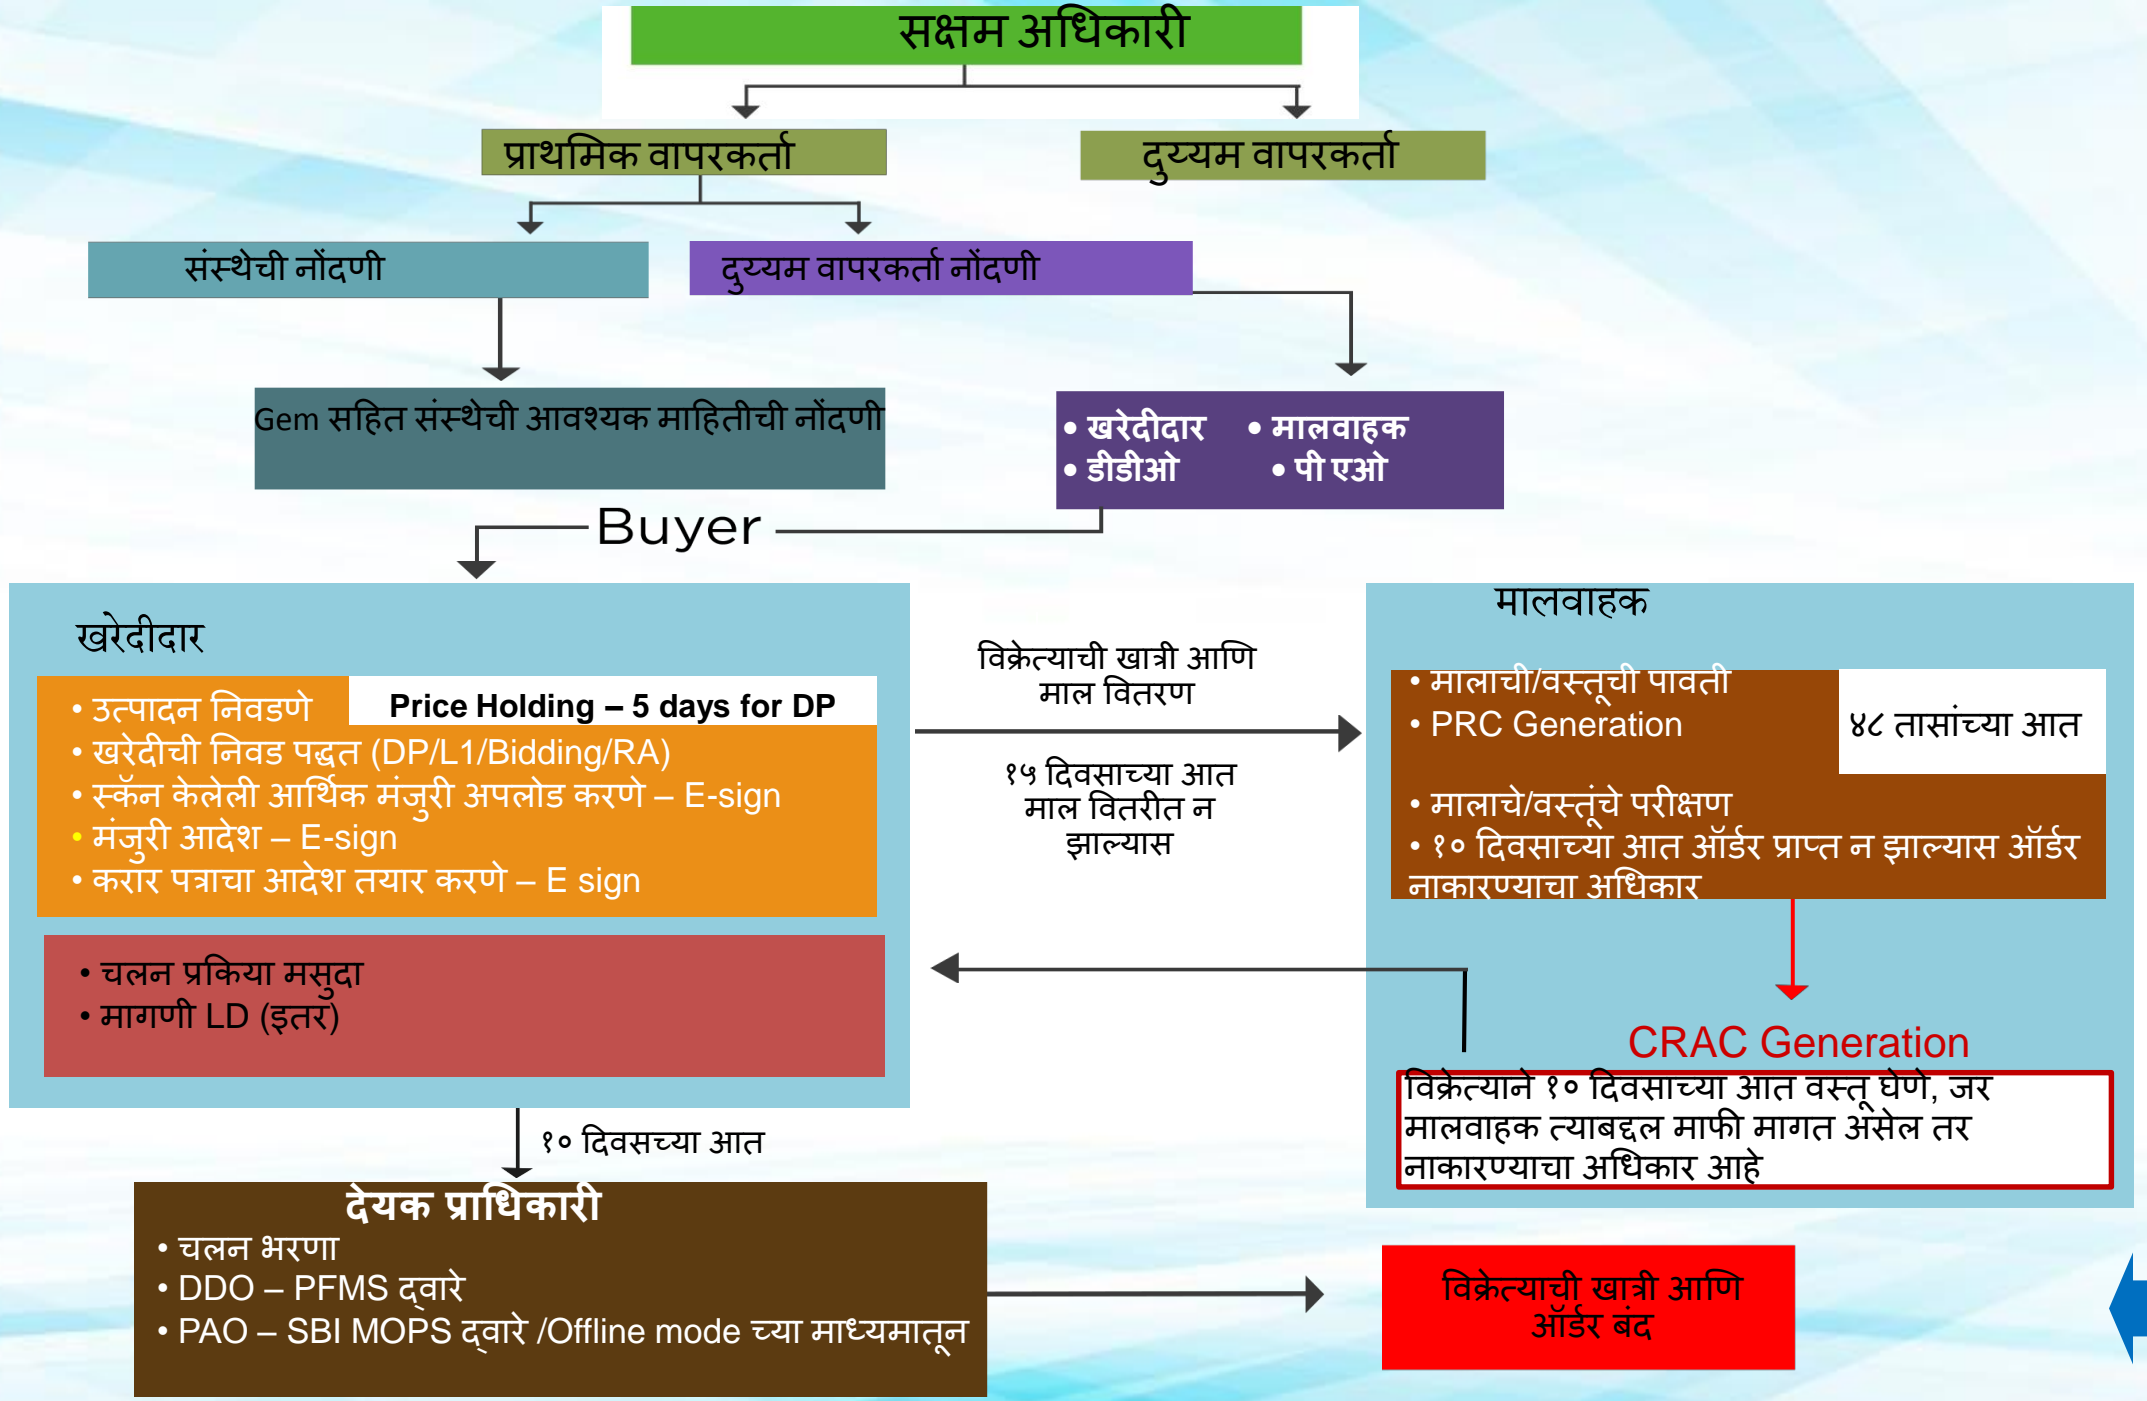 सक्षम अधिकारी
प्राथमिक वापरकर्ता
दुय्यम वापरकर्ता
संस्थेची नोंदणी
दुय्यम वापरकर्ता नोंदणी
Gem सहित संस्थेची आवश्यक माहितीची नोंदणी
• खरेदीदार • मालवाहक
• डीडीओ • पी एओ
Buyer
खरेदीदार
• उत्पादन निवडणे
Price Holding – 5 days for DP
• खरेदीची निवड पद्धत (DP/L1/Bidding/RA)
• स्कॅन केलेली आर्थिक मंजुरी अपलोड करणे – E-sign
• मंजुरी आदेश – E-sign
• करार पत्राचा आदेश तयार करणे – E sign
• चलन प्रकिया मसुदा
• मागणी LD (इतर)
विक्रेत्याची खात्री आणि
माल वितरण
१५ दिवसाच्या आत
माल वितरीत न
झाल्यास
मालवाहक
• मालाची/वस्तूची पावती
• PRC Generation
४८ तासांच्या आत
• मालाचे/वस्तूंचे परीक्षण
• १० दिवसाच्या आत ऑर्डर प्राप्त न झाल्यास ऑर्डर
नाकारण्याचा अधिकार
CRAC Generation
विक्रेत्याने १० दिवसाच्या आत वस्तू घेणे, जर
मालवाहक त्याबद्दल माफी मागत असेल तर
नाकारण्याचा अधिकार आहे
१० दिवसच्या आत
देयक प्राधिकारी
• चलन भरणा
• DDO – PFMS द्वारे
• PAO – SBI MOPS द्वारे /Offline mode च्या माध्यमातून
विक्रेत्याची खात्री आणि
ऑर्डर बंद